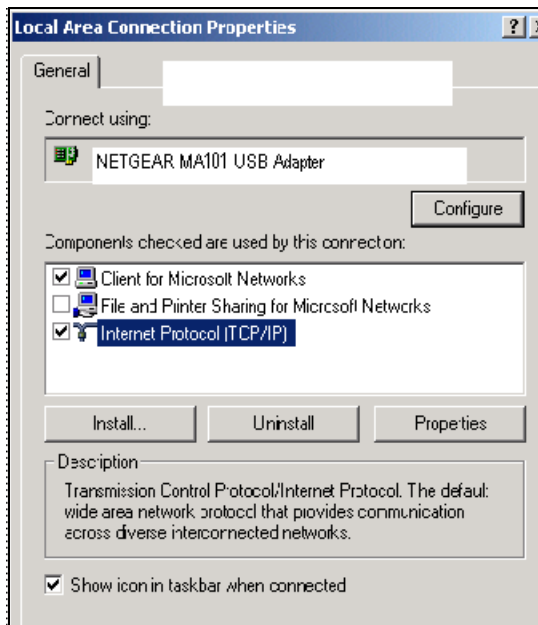 Local Area Connection Properties
General
Connect using:
NETGEAR MA101 USB Adapter
Configure
Components checked are used by this connection:
Client for Microsoft Networks
File and Printer Sharing for Microsoft Networks
Internet Protocol (TCP/IP)
Install...
Uninstall
Properties
Description
Transmission Control Protocol/Internet Protocol. The default
wide area network protocol that provides communication
across diverse interconnected networks.
Show icon in taskbar when connected